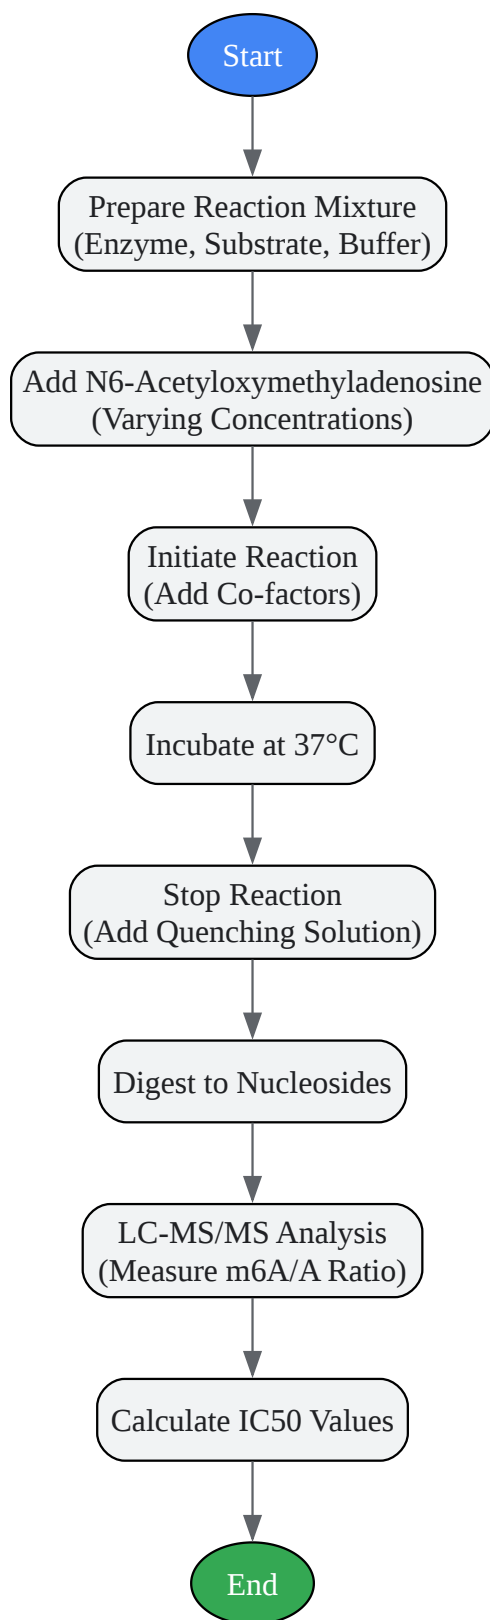 Start
Prepare Reaction Mixture
(Enzyme, Substrate, Buffer)
Add N6-Acetyloxymethyladenosine
(Varying Concentrations)
Initiate Reaction
(Add Co-factors)
Incubate at 37°C
Stop Reaction
(Add Quenching Solution)
Digest to Nucleosides
LC-MS/MS Analysis
(Measure m6A/A Ratio)
Calculate IC50 Values
End